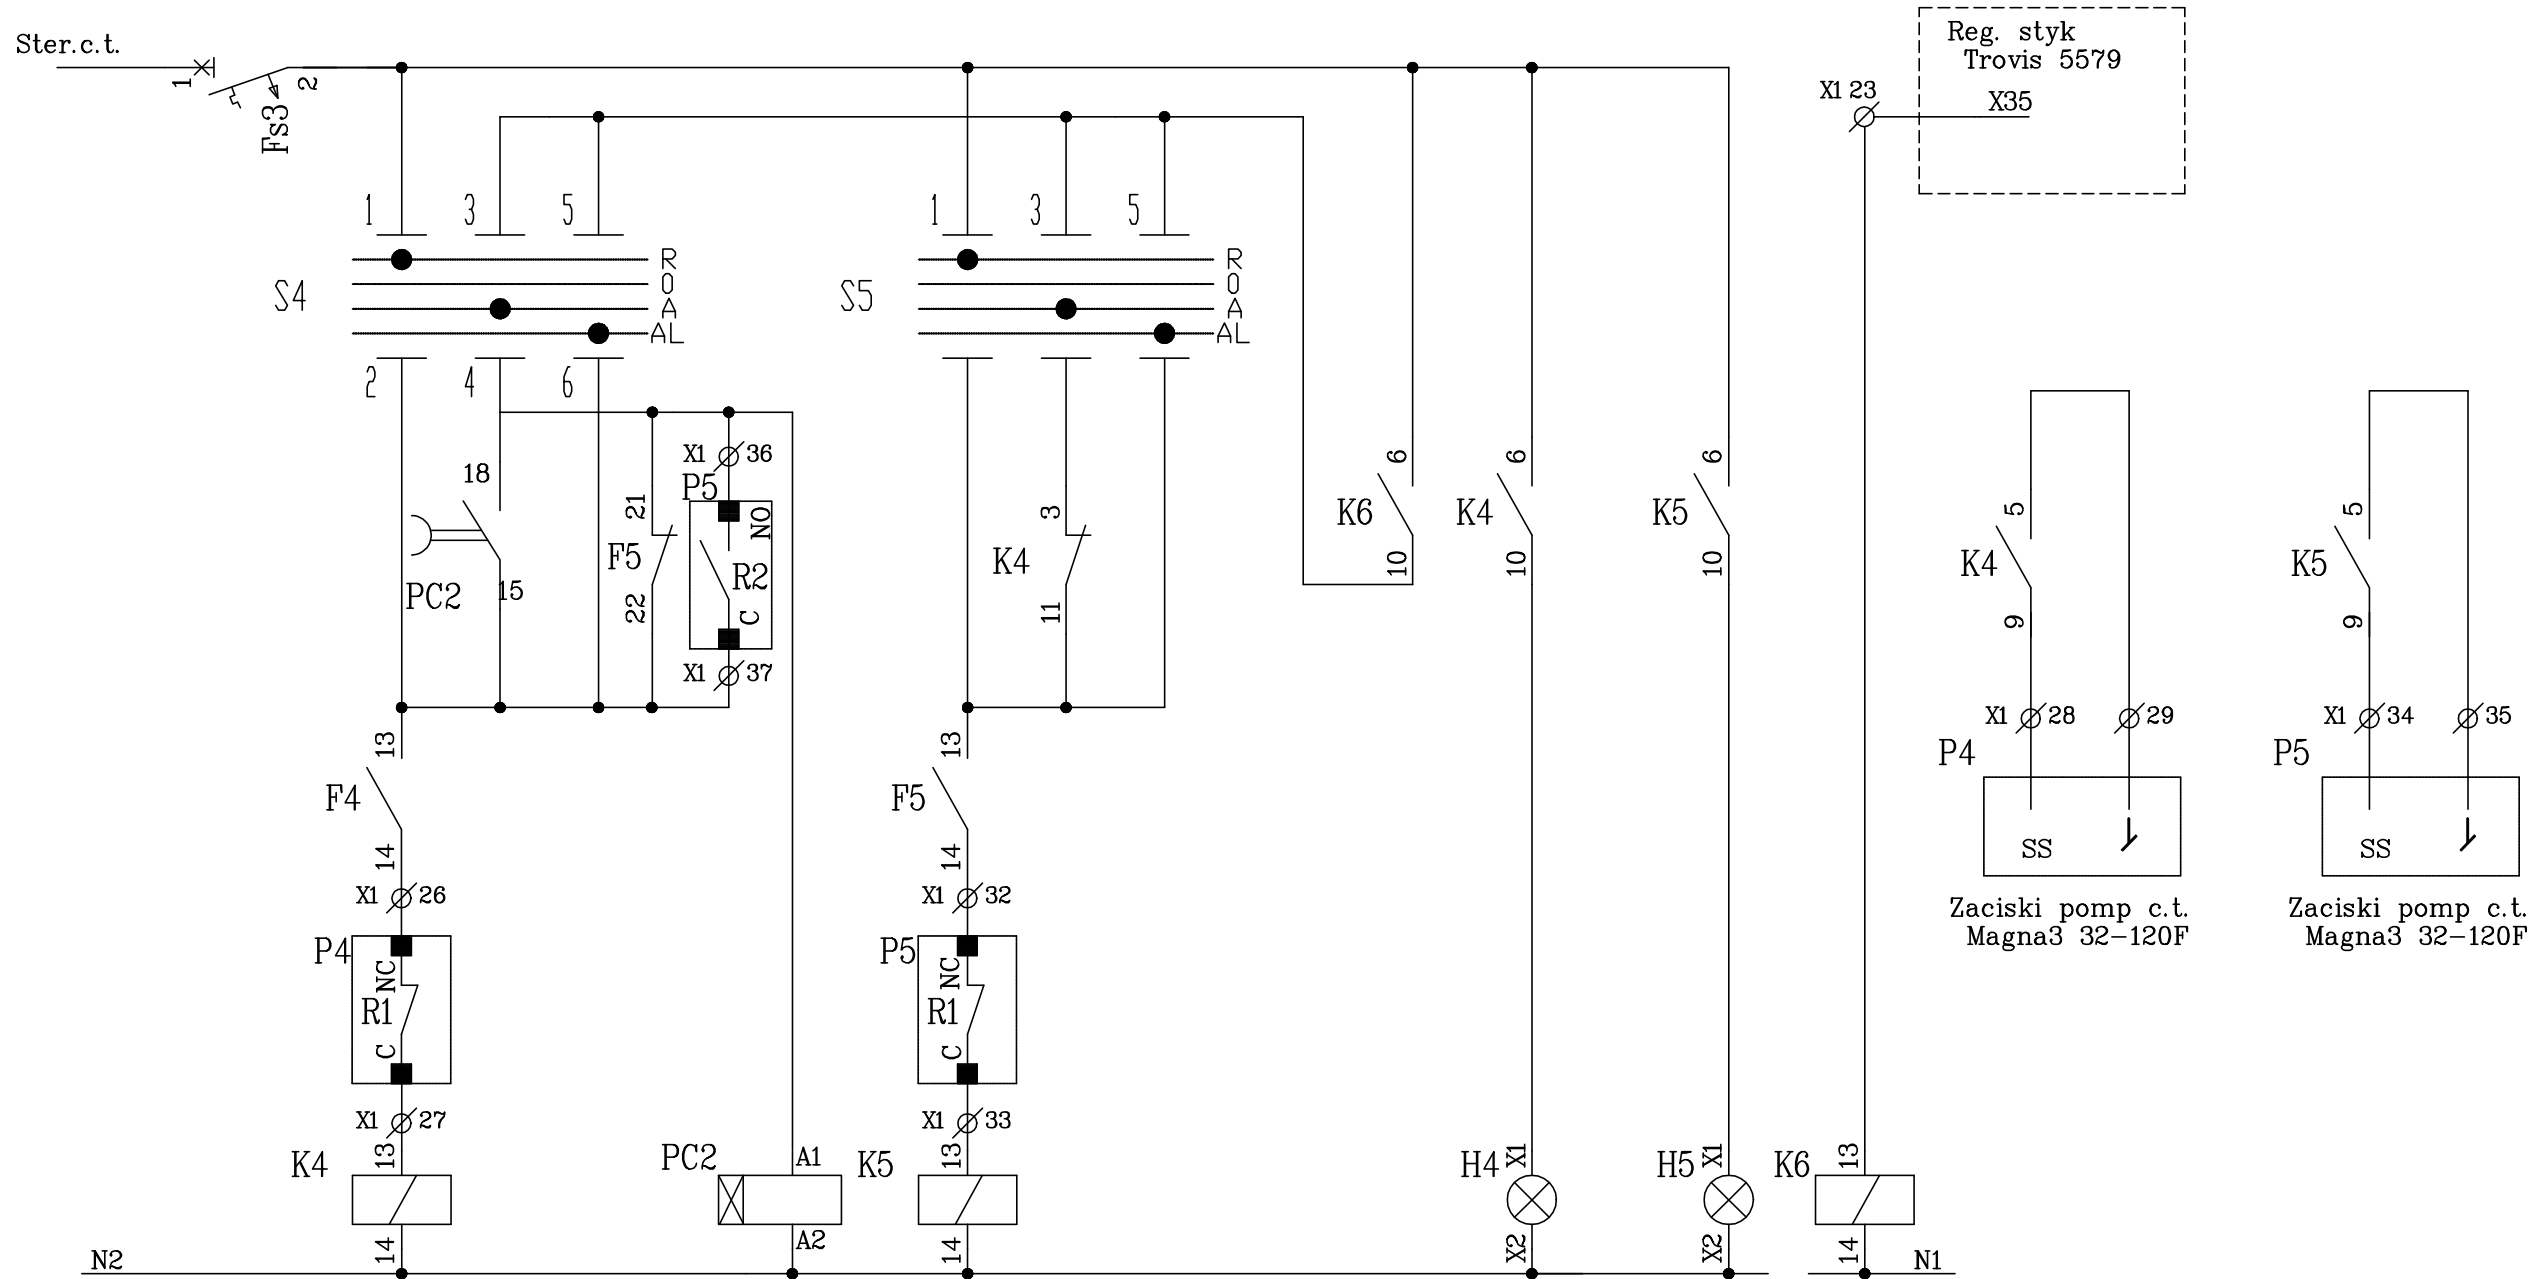 Ster.c.t.
1
2
Fs3
Reg. styk
Trovis 5579
X1 23
X35
1
3
5
1
3
5
S4
R
0
A
AL
S5
R
0
A
AL
2
4
6
18
PC2
15
21
F5
22
X1
36
P5
NO
R2
C
X1
37
3
K4
11
6
K6
10
6
K4
10
6
K5
10
5
K4
9
5
K5
9
X1
28
29
X1
34
35
P4
P5
SS
SS
Zaciski pomp c.t.
Magna3 32-120F
Zaciski pomp c.t.
Magna3 32-120F
13
F4
14
13
F5
14
X1
26
X1
32
P4
NC
R1
C
P5
NC
R1
C
X1
27
X1
33
K4
13
14
PC2
A1
A2
K5
13
14
H4
X1
X2
H5
X1
X2
K6
13
14
N2
N1